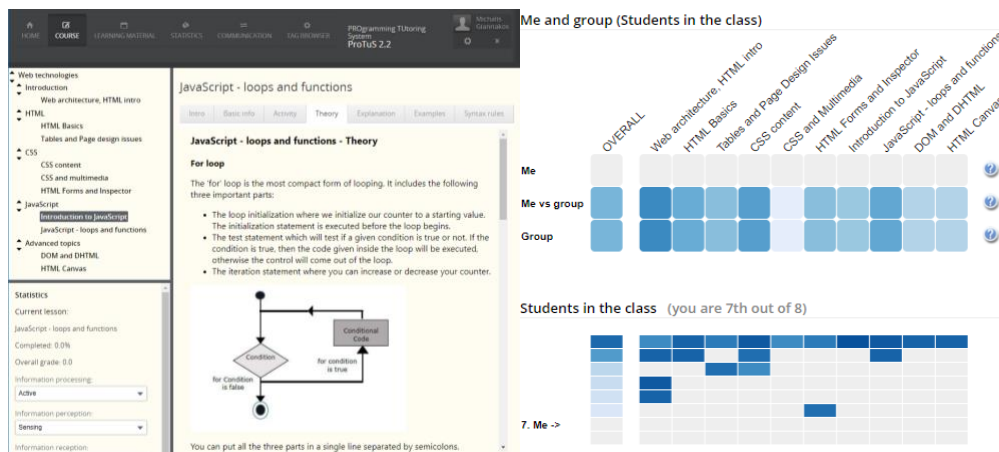 HOME
COURSE
LEARNING MATERIAL
STATISTICS
COMMUNICATION
TAG BROWSER
PROgramming TUtoring
System
ProTuS 2.2
Michalis
Giannakos
x
Web technologies
Introduction
Web architecture, HTML intro
HTML
HTML Basics
Tables and Page design issues
CSS
CSS content
CSS and multimedia
HTML Forms and Inspector
JavaScript
Introduction to JavaScript
JavaScript - loops and functions
Advanced topics
DOM and DHTML
HTML Canvas
Statistics
Current lesson:
JavaScript - loops and functions
Completed: 0.0%
Overall grade: 0.0
Information processing:
Active
Information perception:
Sensing
Information reception:
JavaScript - loops and functions
Intro
Basic info
Activity
Theory
Explanation
Examples
Syntax rules
JavaScript - loops and functions - Theory
For loop
The 'for' loop is the most compact form of looping. It includes the following
three important parts:
• The loop initialization where we initialize our counter to a starting value.
The initialization statement is executed before the loop begins.
• The test statement which will test if a given condition is true or not. If the
condition is true, then the code given inside the loop will be executed,
otherwise the control will come out of the loop.
• The iteration statement where you can increase or decrease your counter.
Conditional
Code
Condition
for condition
is true
for Condition
is false
You can put all the three parts in a single line separated by semicolons.
Me and group (Students in the class)
OVERALL
Web architecture, HTML intro
HTML Basics
Tables and Page Design Issues
CSS content
CSS and Multimedia
HTML Forms and Inspector
Introduction to JavaScript
JavaScript - loops and functions
DOM and DHTML
HTML Canvas
Me
?
Me vs group
?
Group
?
Students in the class (you are 7th out of 8)
7. Me ->